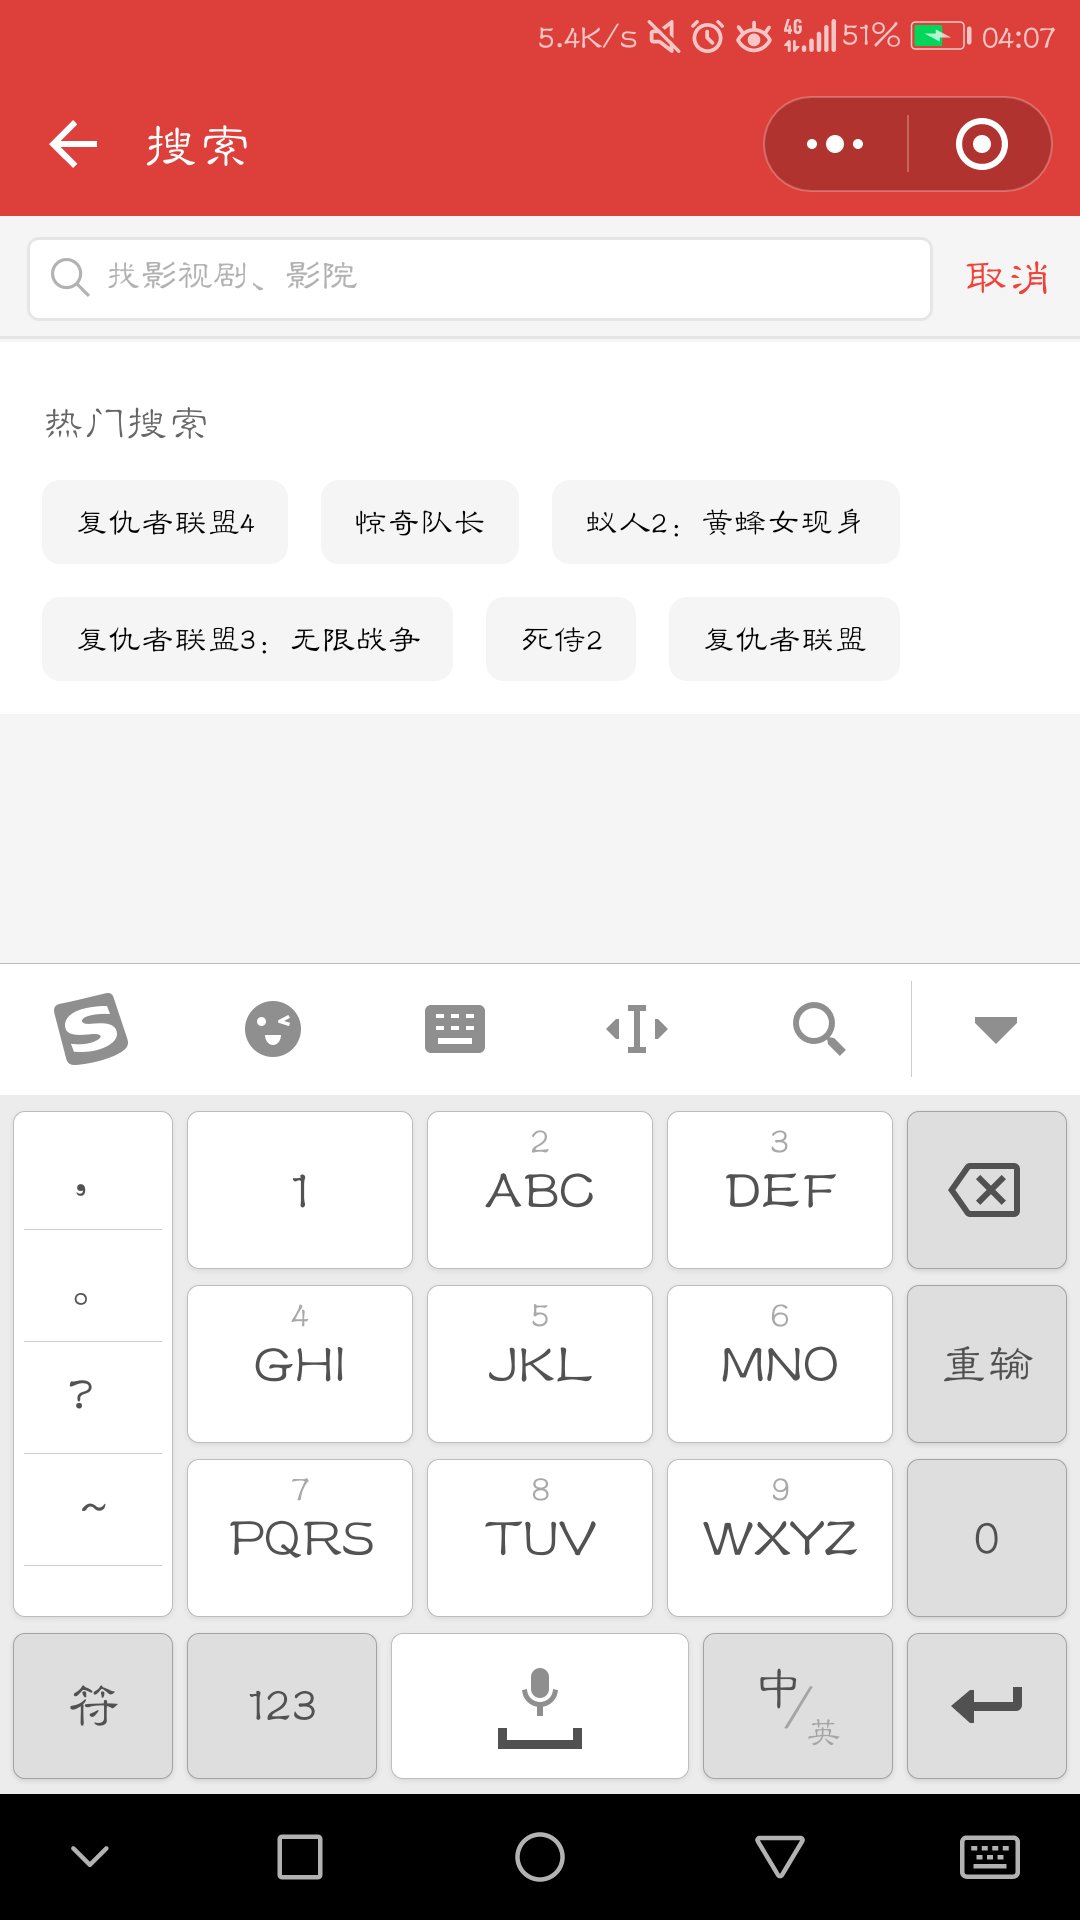 5.4K/s 4G 51% 04:07
搜索
找影视剧、影院 取消
热门搜索
复仇者联盟4 惊奇队长 蚁人2：黄蜂女现身
复仇者联盟3：无限战争 死侍2 复仇者联盟
， 1 2 ABC 3 DEF
。 4 GHI 5 JKL 6 MNO 重输
? 7 PQRS 8 TUV 9 WXYZ 0
~
符 123 中/英